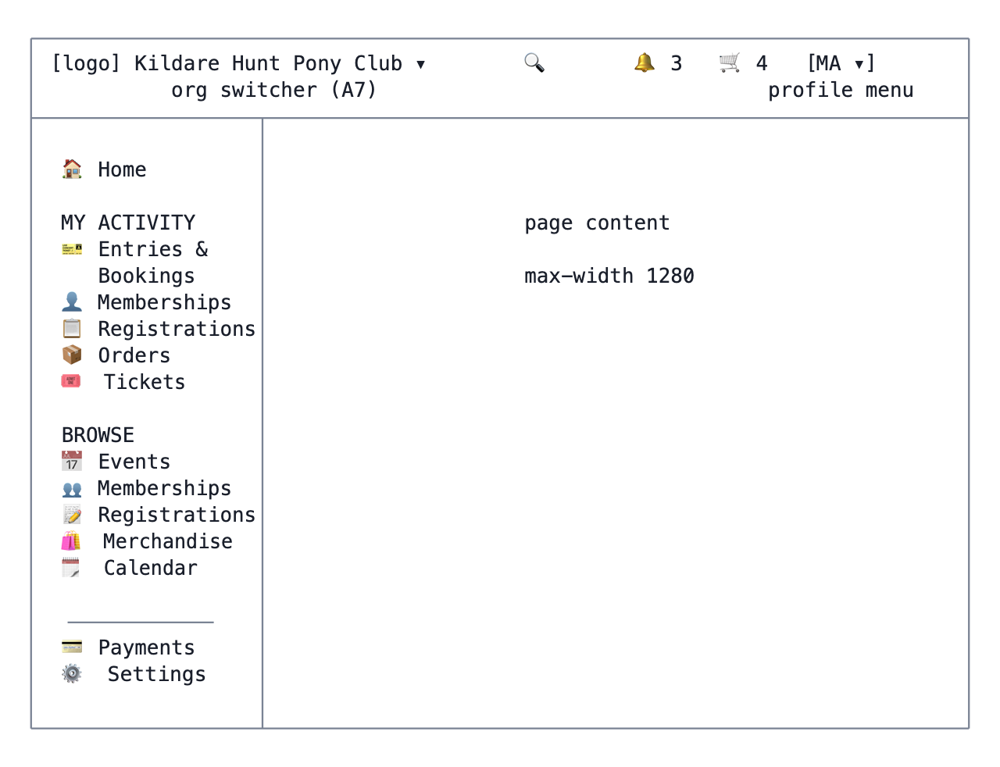 [logo] Kildare Hunt Pony Club ▾ 🔍 🔔 3 🛒 4 [MA ▾]
org switcher (A7) profile menu
🏠 Home
MY ACTIVITY
🎫 Entries &
Bookings
👤 Memberships
📋 Registrations
📦 Orders
🎟 Tickets
BROWSE
📅 Events
👥 Memberships
📝 Registrations
🛍 Merchandise
🗓 Calendar
💳 Payments
⚙ Settings
page content
max-width 1280